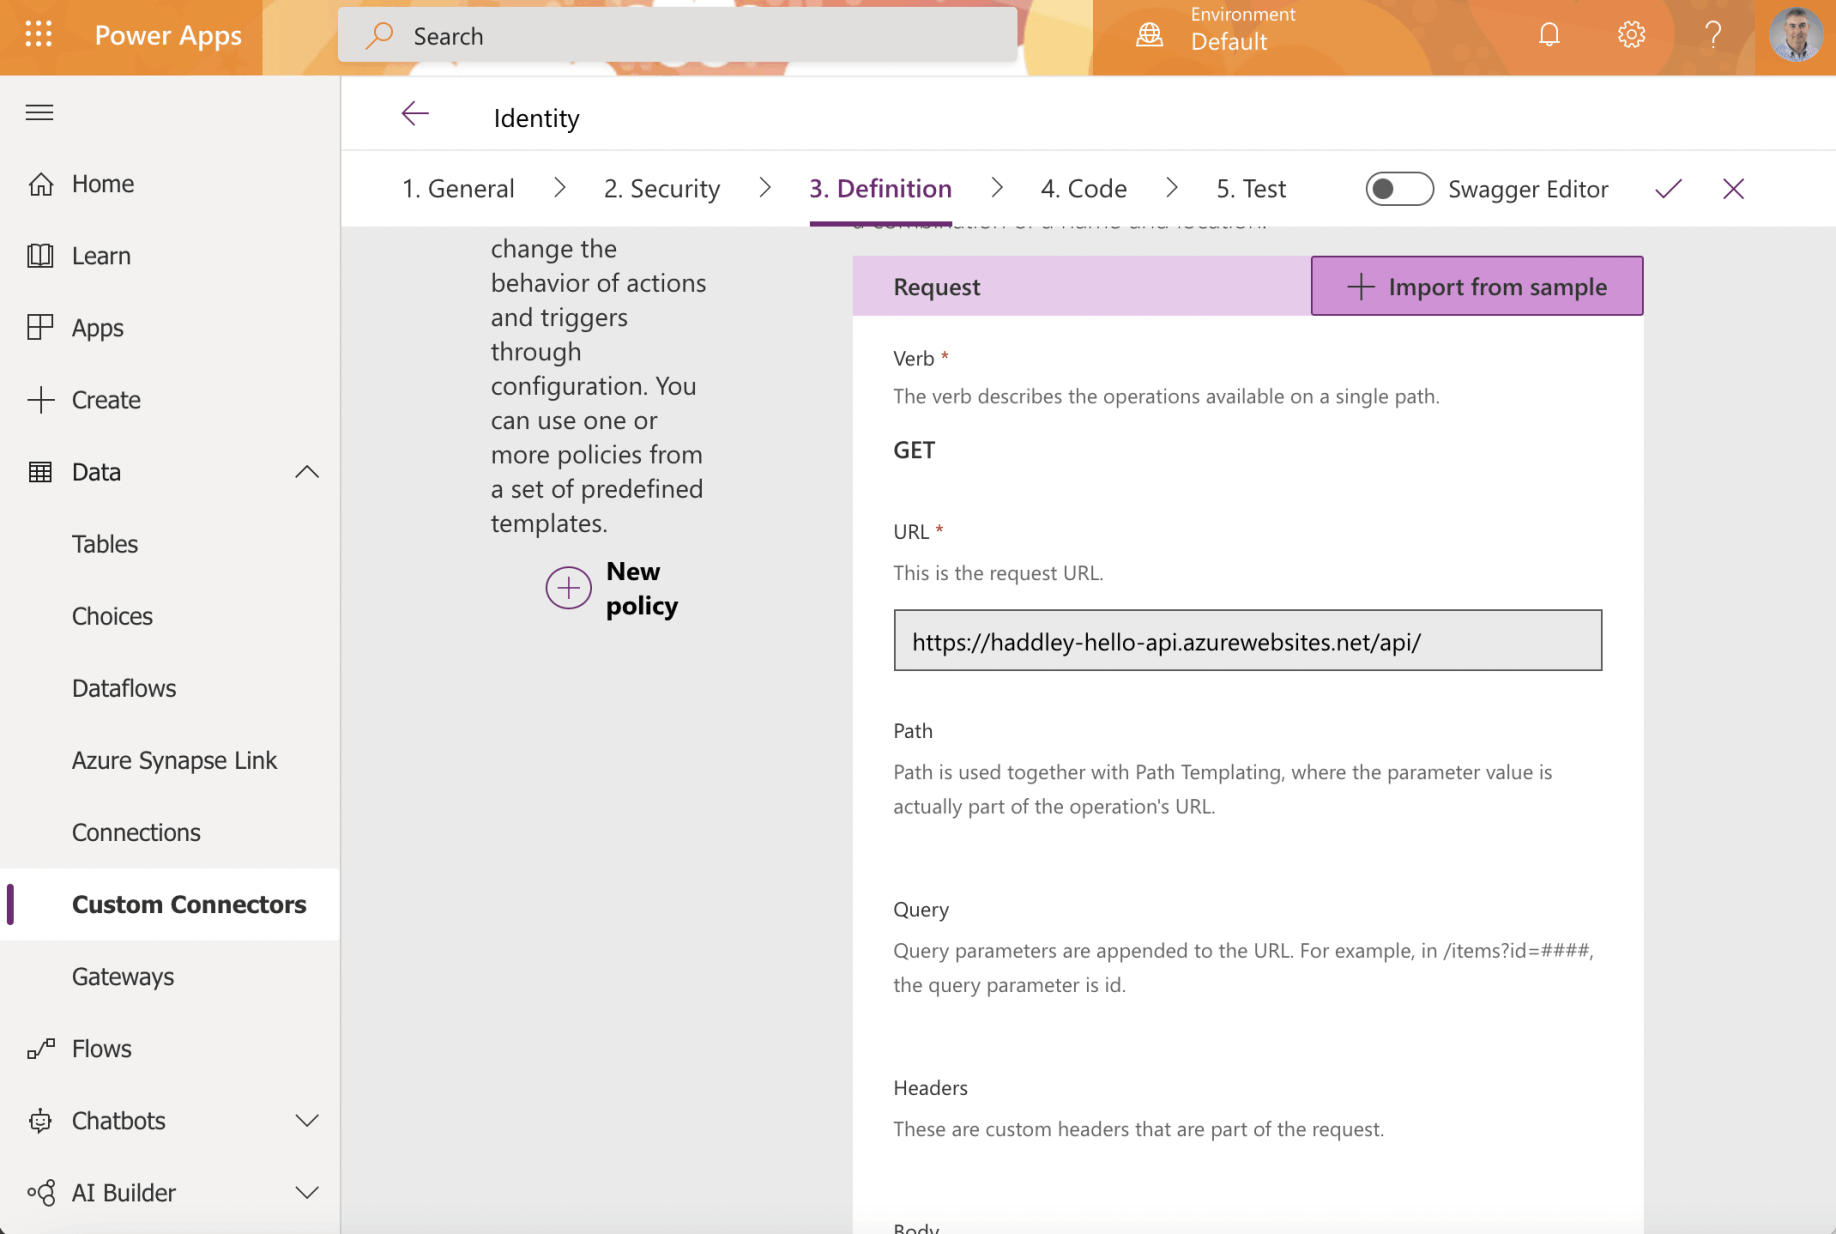 Power Apps
Search
Environment
Default
Identity
1. General
2. Security
3. Definition
4. Code
5. Test
Swagger Editor
Home
Learn
Apps
Create
Data
Tables
Choices
Dataflows
Azure Synapse Link
Connections
Custom Connectors
Gateways
Flows
Chatbots
AI Builder
change the
behavior of actions
and triggers
through
configuration. You
can use one or
more policies from
a set of predefined
templates.
New
policy
a combination of a name and location.
Request
Import from sample
Verb *
The verb describes the operations available on a single path.
GET
URL *
This is the request URL.
https://haddley-hello-api.azurewebsites.net/api/
Path
Path is used together with Path Templating, where the parameter value is
actually part of the operation's URL.
Query
Query parameters are appended to the URL. For example, in /items?id=####,
the query parameter is id.
Headers
These are custom headers that are part of the request.
Body